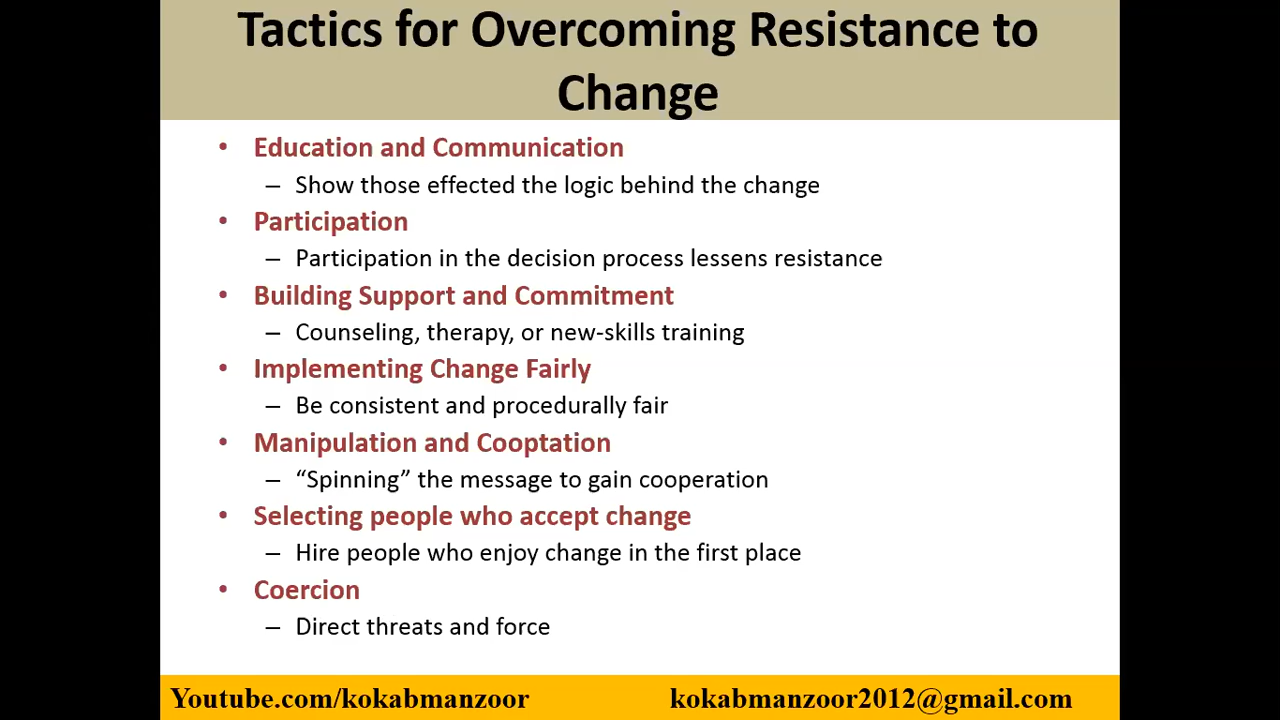 Tactics for Overcoming Resistance to
Change
• Education and Communication
– Show those effected the logic behind the change
• Participation
– Participation in the decision process lessens resistance
• Building Support and Commitment
– Counseling, therapy, or new-skills training
• Implementing Change Fairly
– Be consistent and procedurally fair
• Manipulation and Cooptation
– “Spinning” the message to gain cooperation
• Selecting people who accept change
– Hire people who enjoy change in the first place
• Coercion
– Direct threats and force
Youtube.com/kokabmanzoor kokabmanzoor2012@gmail.com